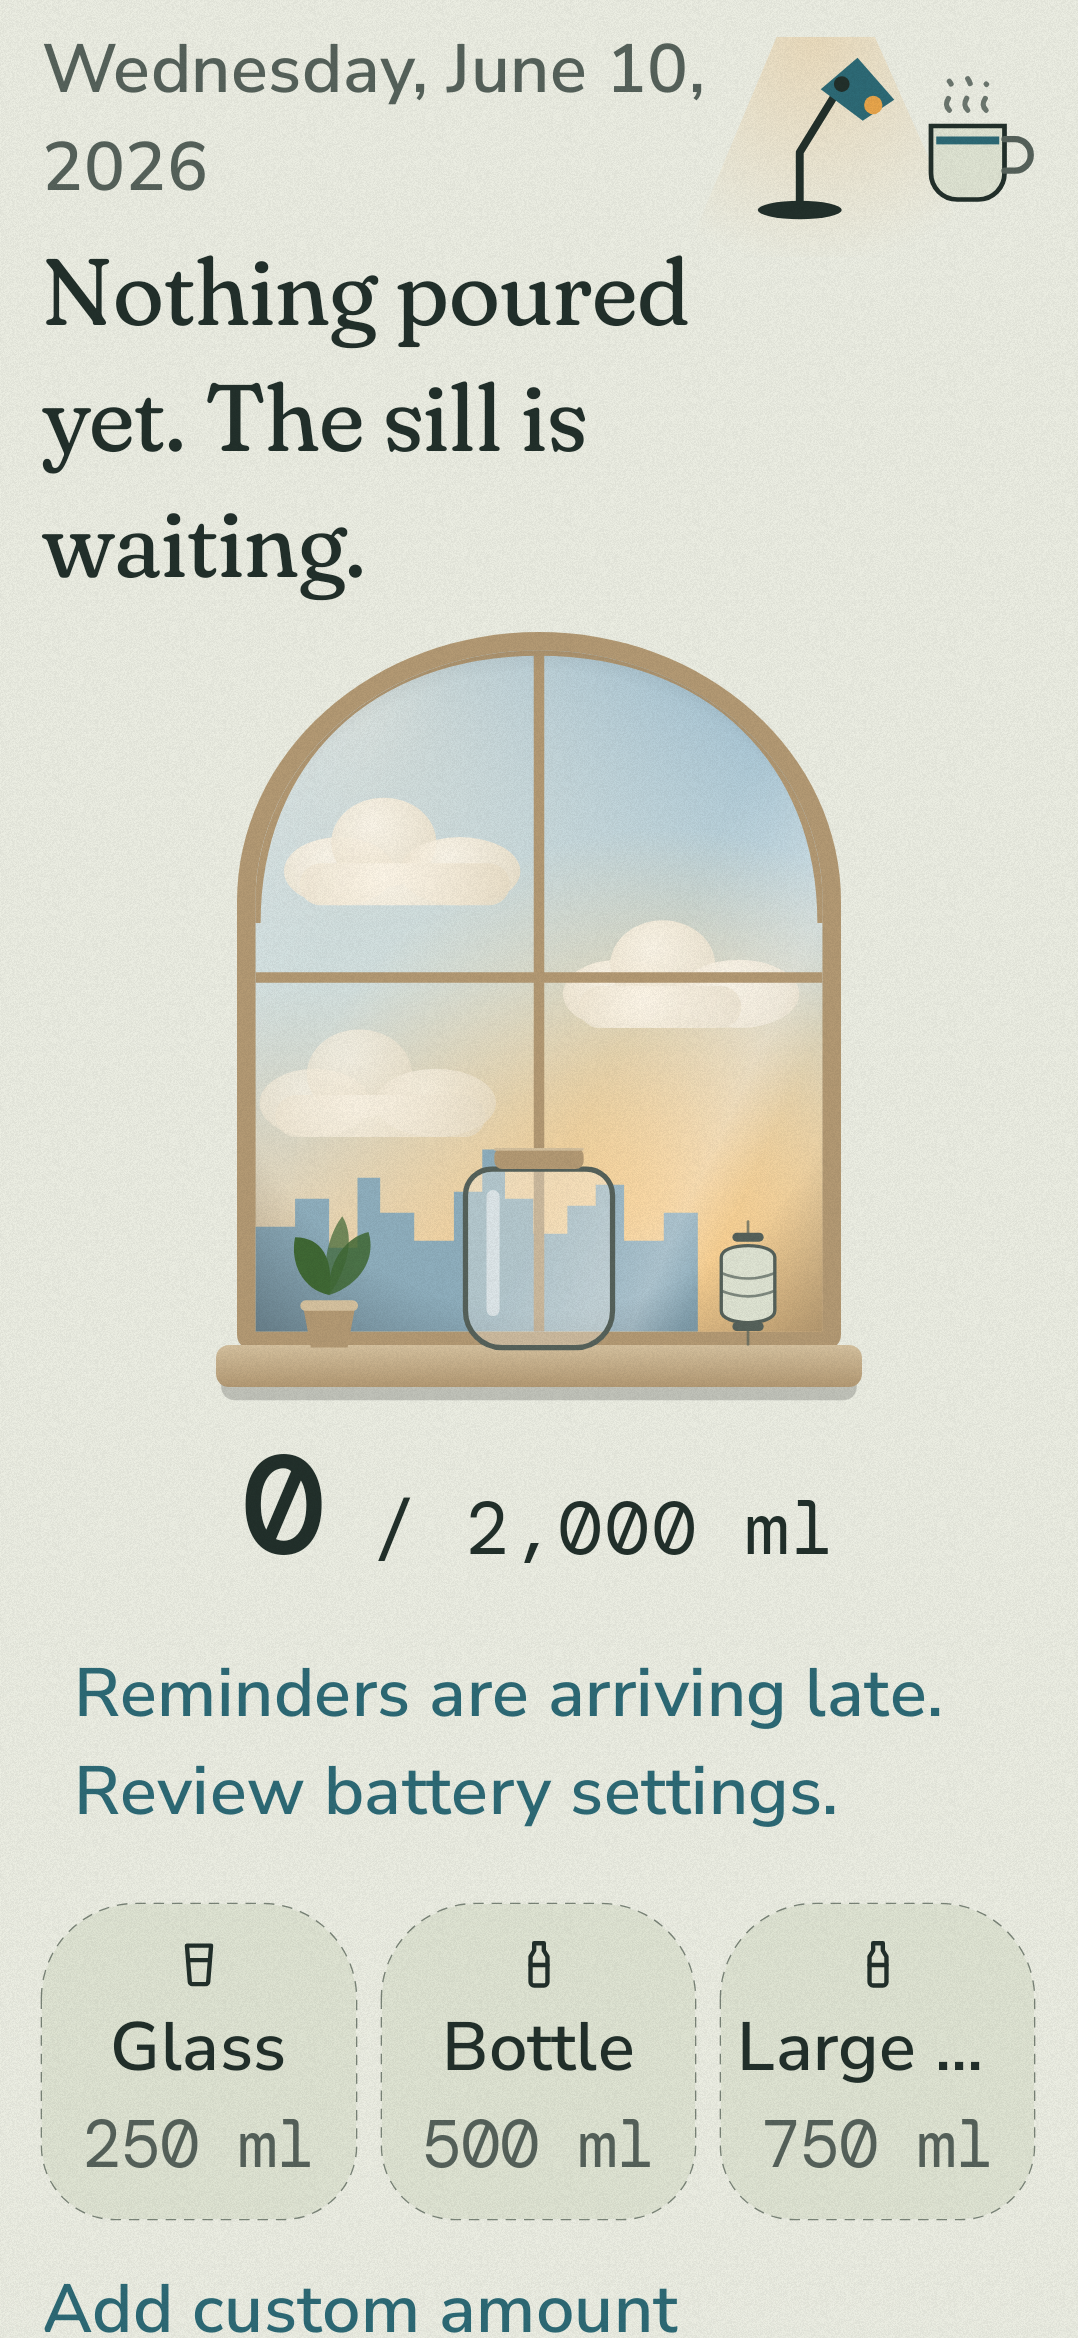 Wednesday, June 10,
2026
Nothing poured
yet. The sill is
waiting.
0 / 2,000 ml
Reminders are arriving late.
Review battery settings.
Glass
Bottle
Large ...
250 ml
500 ml
750 ml
Add custom amount